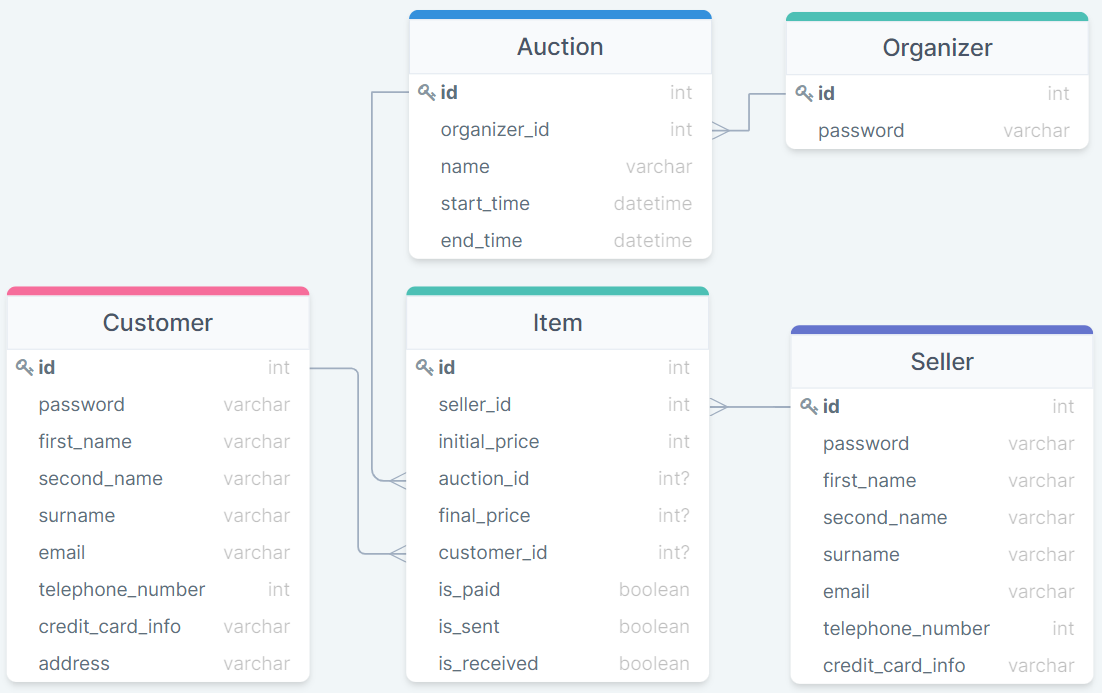 Auction
id int
organizer_id int
name varchar
start_time datetime
end_time datetime
Organizer
id int
password varchar
Customer
id int
password varchar
first_name varchar
second_name varchar
surname varchar
email varchar
telephone_number int
credit_card_info varchar
address varchar
Item
id int
seller_id int
initial_price int
auction_id int?
final_price int?
customer_id int?
is_paid boolean
is_sent boolean
is_received boolean
Seller
id int
password varchar
first_name varchar
second_name varchar
surname varchar
email varchar
telephone_number int
credit_card_info varchar